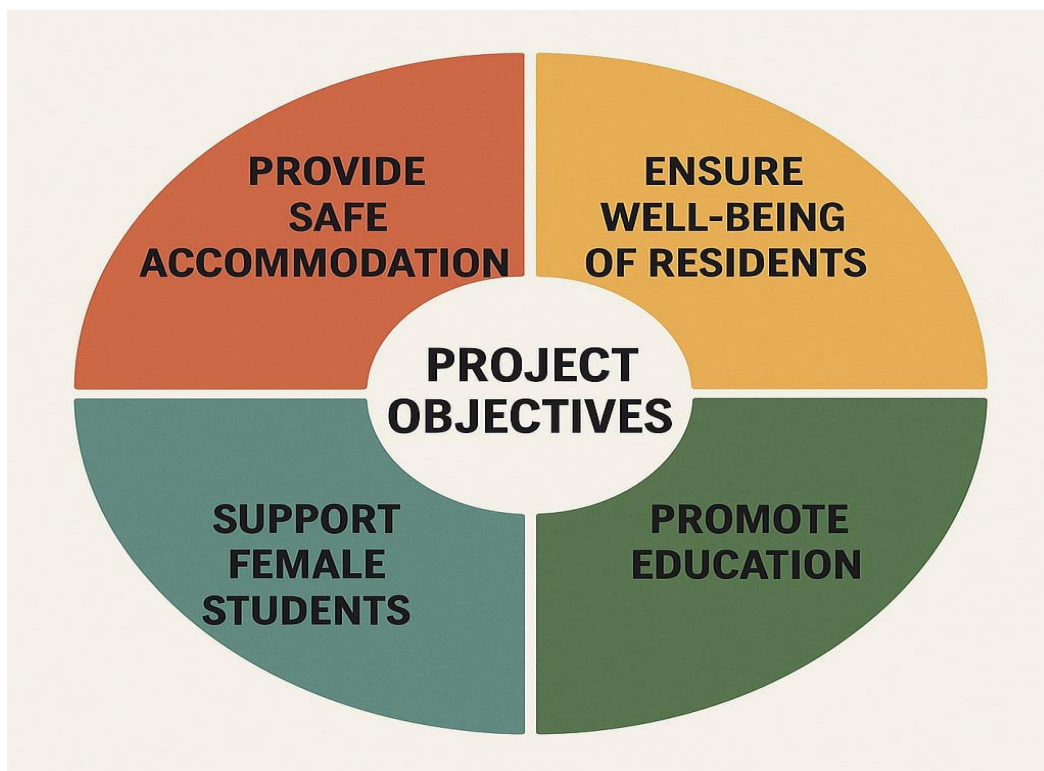 PROVIDE
SAFE
ACCOMMODATION
ENSURE
WELL-BEING
OF RESIDENTS
PROJECT
OBJECTIVES
SUPPORT
FEMALE
STUDENTS
PROMOTE
EDUCATION